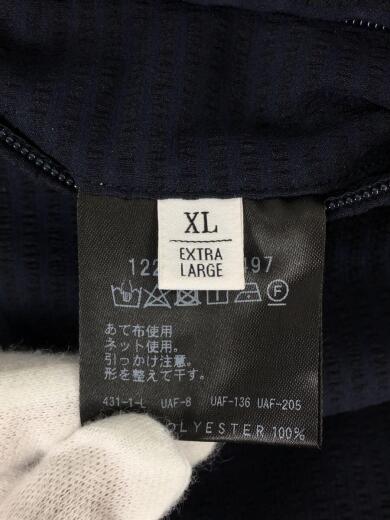 XL
EXTRA
LARGE
122
497
F
あて布使用
ネット使用。
引っかけ注意。
形を整えて干す。
431-1-L UAF-8 UAF-136 UAF-205
OLYESTER 100%